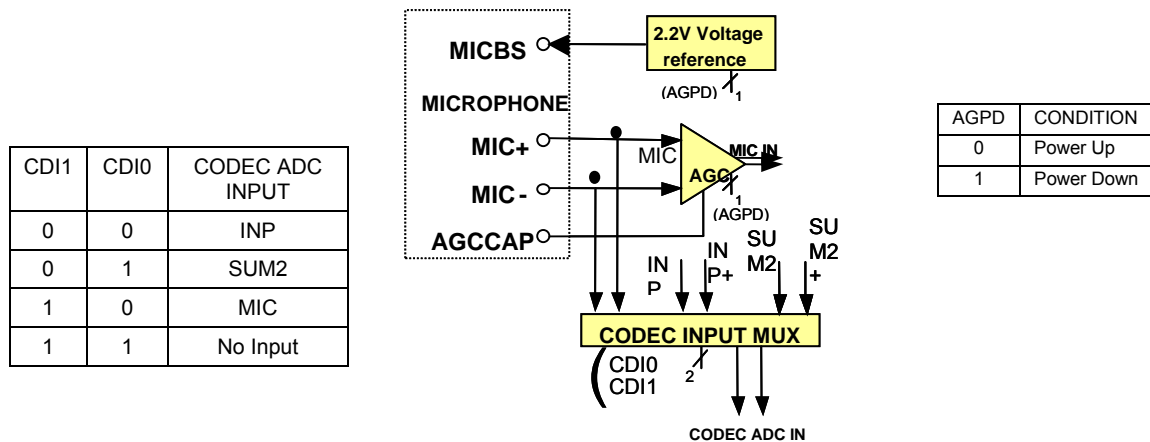 CDI1 CDI0 CODEC ADC
INPUT
0 0 INP
0 1 SUM2
1 0 MIC
1 1 No Input
MICBS
MICROPHONE
MIC+
MIC-
AGCCAP
2.2V Voltage
reference
(AGPD) 1
MIC
AGC
MIC IN
1
(AGPD)
IN
P
IN
P+
SU
M2
SU
M2
+
CODEC INPUT MUX
(CDI0
CDI1
2
CODEC ADC IN
AGPD CONDITION
0 Power Up
1 Power Down